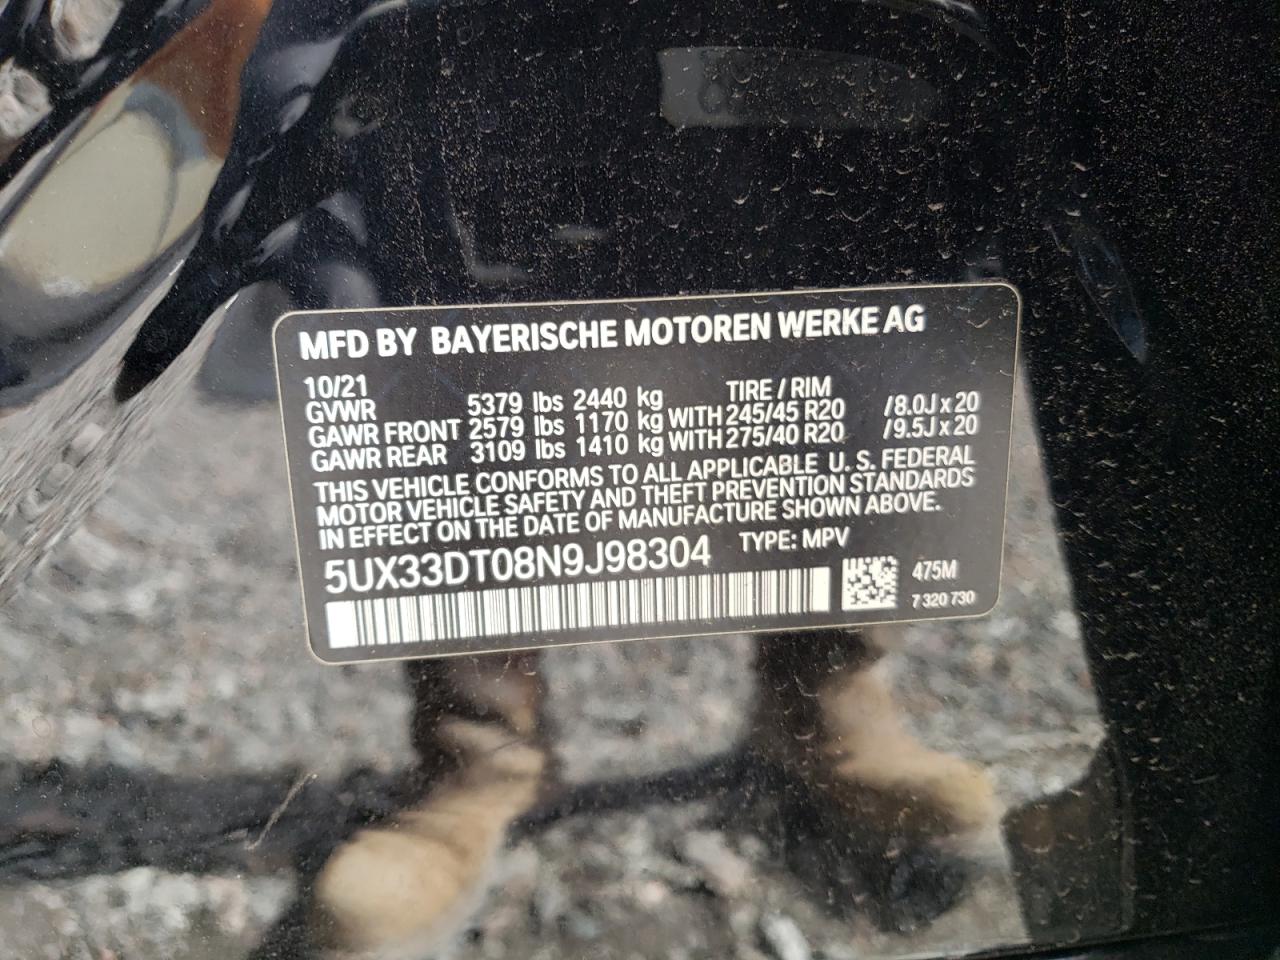 MFD BY BAYERISCHE MOTOREN WERKE AG
10/21 TIRE / RIM
GVWR 5379 lbs 2440 kg
GAWR FRONT 2579 lbs 1170 kg WITH 245/45 R20 /8.0J x 20
GAWR REAR 3109 lbs 1410 kg WITH 275/40 R20 /9.5J x 20
THIS VEHICLE CONFORMS TO ALL APPLICABLE U. S. FEDERAL
MOTOR VEHICLE SAFETY AND THEFT PREVENTION STANDARDS
IN EFFECT ON THE DATE OF MANUFACTURE SHOWN ABOVE.
5UX33DT08N9J98304 TYPE: MPV
475M
7 320 730